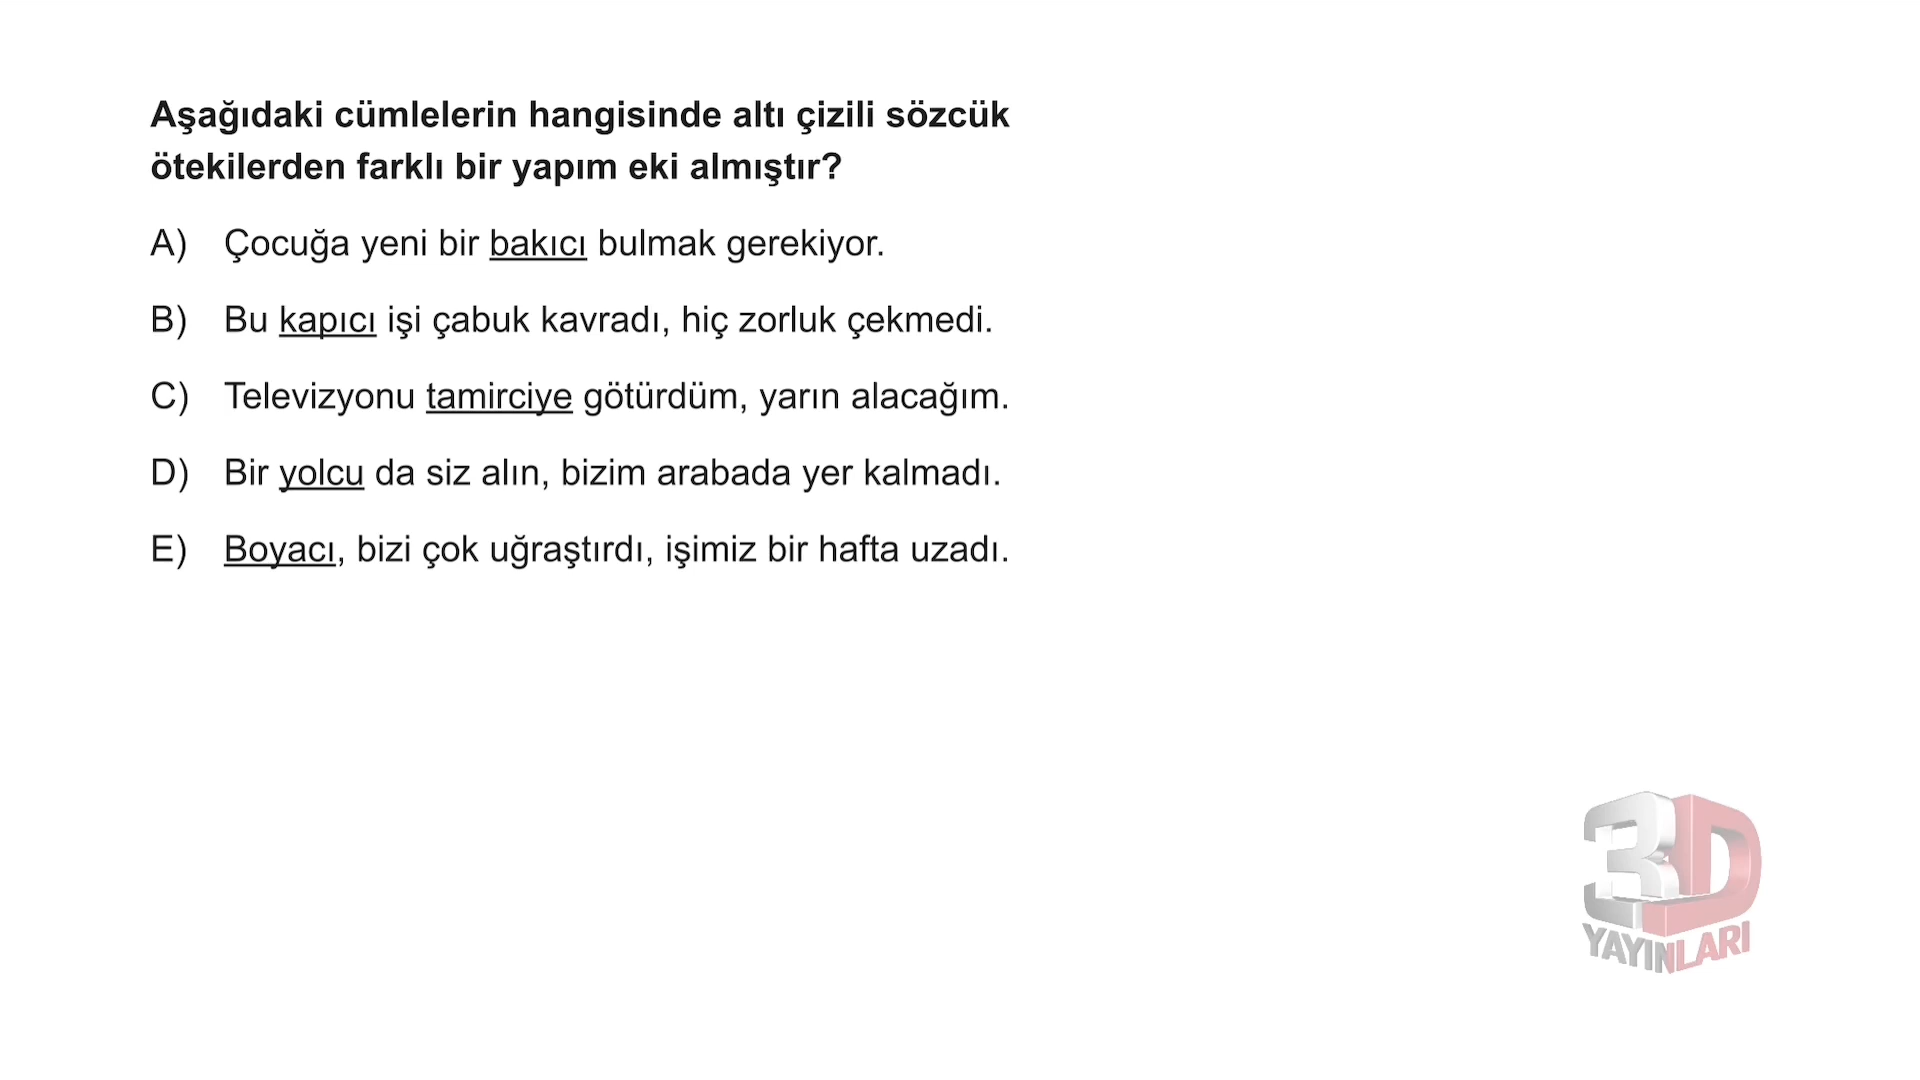 Aşağıdaki cümlelerin hangisinde altı çizili sözcük
ötekilerden farklı bir yapım eki almıştır?
A) Çocuğa yeni bir bakıcı bulmak gerekiyor.
B) Bu kapıcı işi çabuk kavradı, hiç zorluk çekmedi.
C) Televizyonu tamirciye götürdüm, yarın alacağım.
D) Bir yolcu da siz alın, bizim arabada yer kalmadı.
E) Boyacı, bizi çok uğraştırdı, işimiz bir hafta uzadı.
3D
YAYINLARI